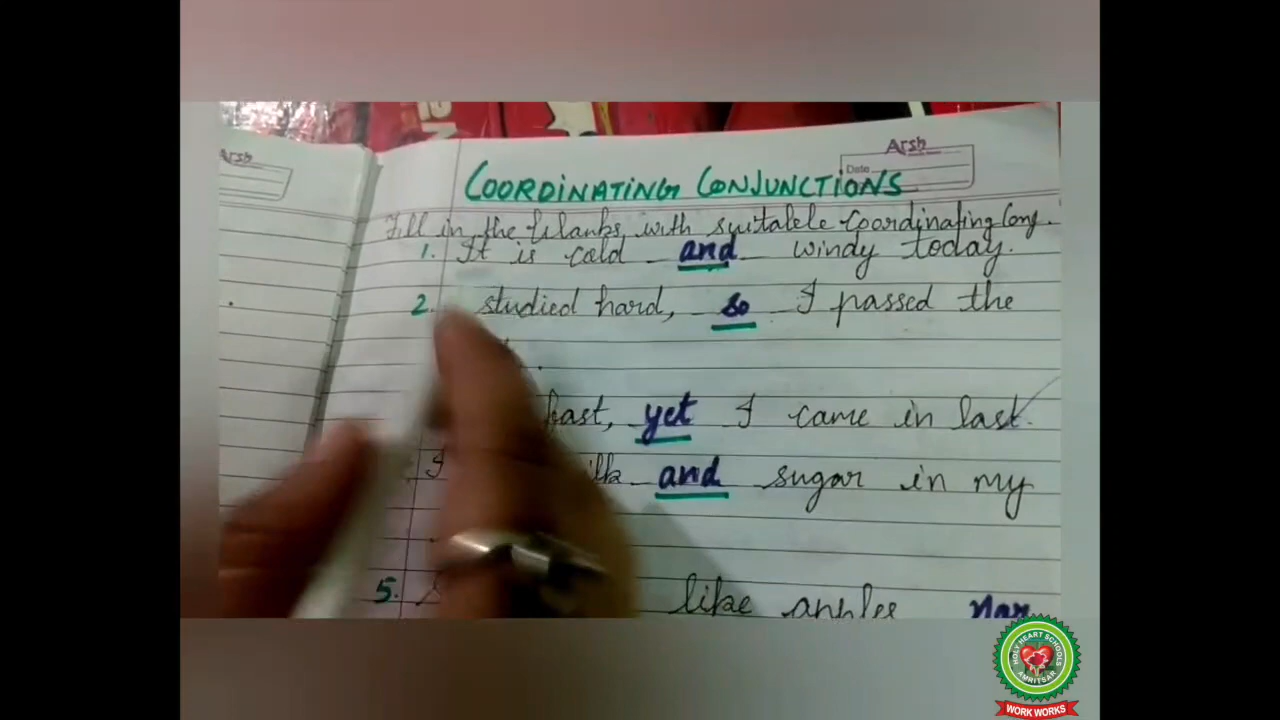 Arsh
Arsh
Date
COORDINATING CONJUNCTIONS
Fill in the blanks with suitable Coordinating Conj.
1. It is cold and windy today.
2. studied hard, so I passed the
fast, yet I came in last.
I and sugar in my
5. like
HOLY HEART SCHOOLS
AMRITSAR
WORK WORKS